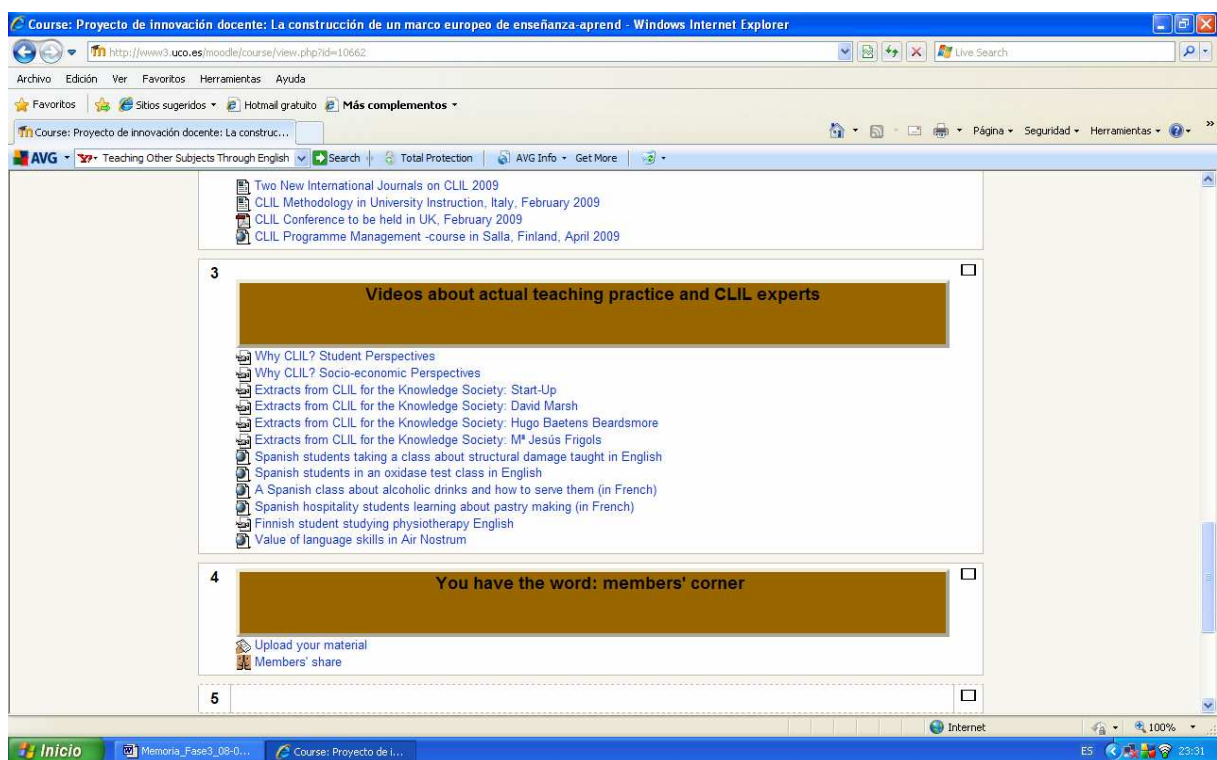 Course: Proyecto de innovación docente: La construcción de un marco europeo de enseñanza-aprend - Windows Internet Explorer
http://www3.uco.es/moodle/course/view.php?id=10662
Live Search
Archivo Edición Ver Favoritos Herramientas Ayuda
Favoritos Sitios sugeridos Hotmail gratuito Más complementos
Course: Proyecto de innovación docente: La construc... Página Seguridad Herramientas
AVG Teaching Other Subjects Through English Search Total Protection AVG Info Get More
Two New International Journals on CLIL 2009
CLIL Methodology in University Instruction, Italy, February 2009
CLIL Conference to be held in UK, February 2009
CLIL Programme Management -course in Salla, Finland, April 2009
3
Videos about actual teaching practice and CLIL experts
Why CLIL? Student Perspectives
Why CLIL? Socio-economic Perspectives
Extracts from CLIL for the Knowledge Society: Start-Up
Extracts from CLIL for the Knowledge Society: David Marsh
Extracts from CLIL for the Knowledge Society: Hugo Baetens Beardsmore
Extracts from CLIL for the Knowledge Society: Mª Jesús Frigols
Spanish students taking a class about structural damage taught in English
Spanish students in an oxidase test class in English
A Spanish class about alcoholic drinks and how to serve them (in French)
Spanish hospitality students learning about pastry making (in French)
Finnish student studying physiotherapy English
Value of language skills in Air Nostrum
4
You have the word: members' corner
Upload your material
Members' share
5
Internet 100%
Inicio Memoria_Fase3_08-0... Course: Proyecto de i... ES 23:31